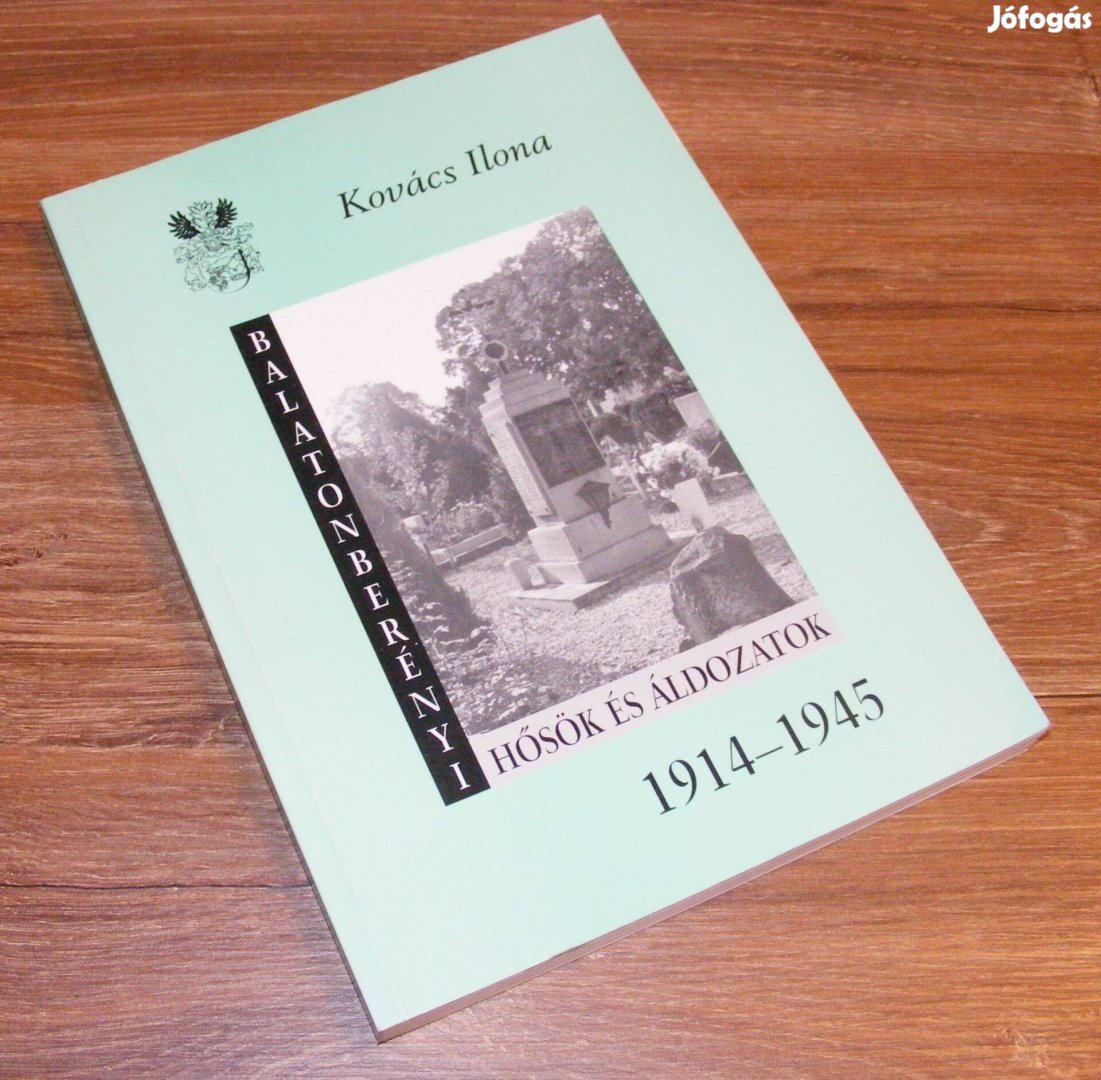 Jófogás
Kovács Ilona
BALATONBERÉNYI
HŐSÖK ÉS ÁLDOZATOK
1914–1945